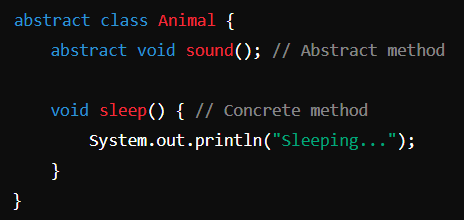 abstract class Animal {
    abstract void sound(); // Abstract method

    void sleep() { // Concrete method
        System.out.println("Sleeping...");
    }
}